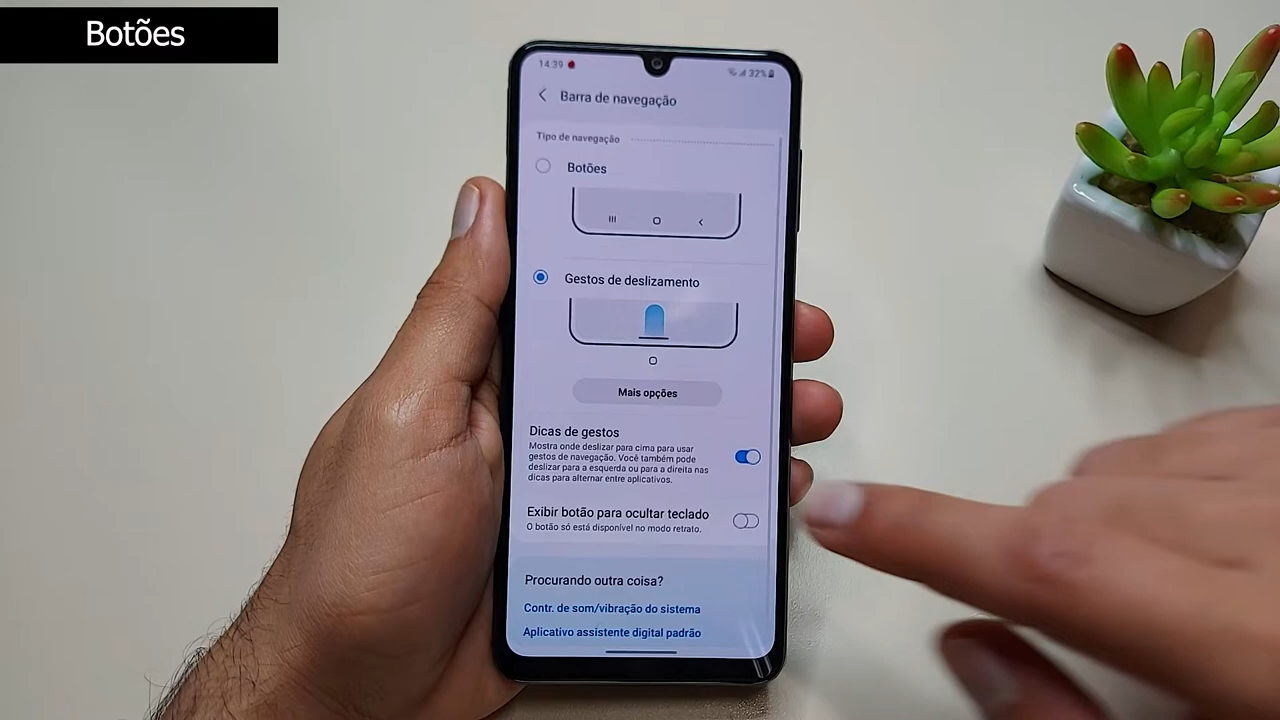 Botões
14:39
32%
Barra de navegação
Tipo de navegação
Botões
Gestos de deslizamento
Mais opções
Dicas de gestos
Mostra onde deslizar para cima para usar
gestos de navegação. Você também pode
deslizar para a esquerda ou para a direita nas
dicas para alternar entre aplicativos.
Exibir botão para ocultar teclado
O botão só está disponível no modo retrato.
Procurando outra coisa?
Contr. de som/vibração do sistema
Aplicativo assistente digital padrão